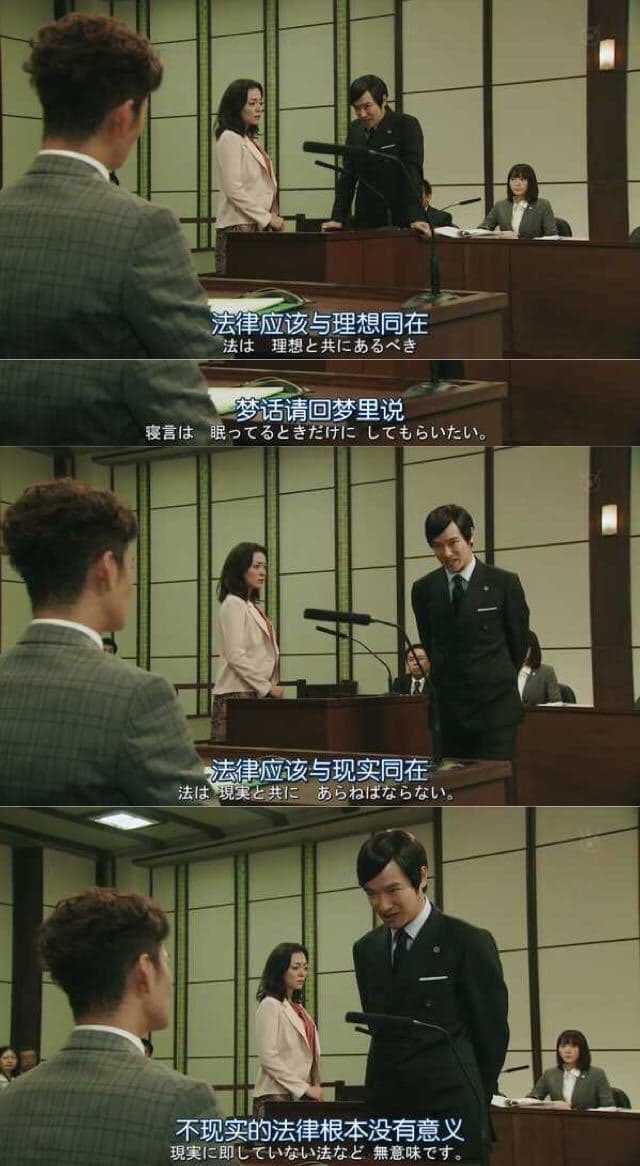 法律应该与理想同在
法は 理想と共にあるべき
梦话请回梦里说
寝言は 眠ってるときだけに してもらいたい。
法律应该与现实同在
法は 現実と共に あらねばならない。
不现实的法律根本没有意义
現実に即していない法など 無意味です。